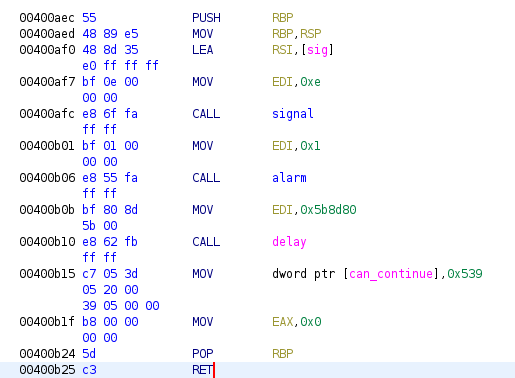 00400aec 55 PUSH RBP
00400aed 48 89 e5 MOV RBP,RSP
00400af0 48 8d 35 LEA RSI,[sig]
e0 ff ff ff
00400af7 bf 0e 00 MOV EDI,0xe
00 00
00400afc e8 6f fa CALL signal
ff ff
00400b01 bf 01 00 MOV EDI,0x1
00 00
00400b06 e8 55 fa CALL alarm
ff ff
00400b0b bf 80 8d MOV EDI,0x5b8d80
5b 00
00400b10 e8 62 fb CALL delay
ff ff
00400b15 c7 05 3d MOV dword ptr [can_continue],0x539
05 20 00
39 05 00 00
00400b1f b8 00 00 MOV EAX,0x0
00 00
00400b24 5d POP RBP
00400b25 c3 RET